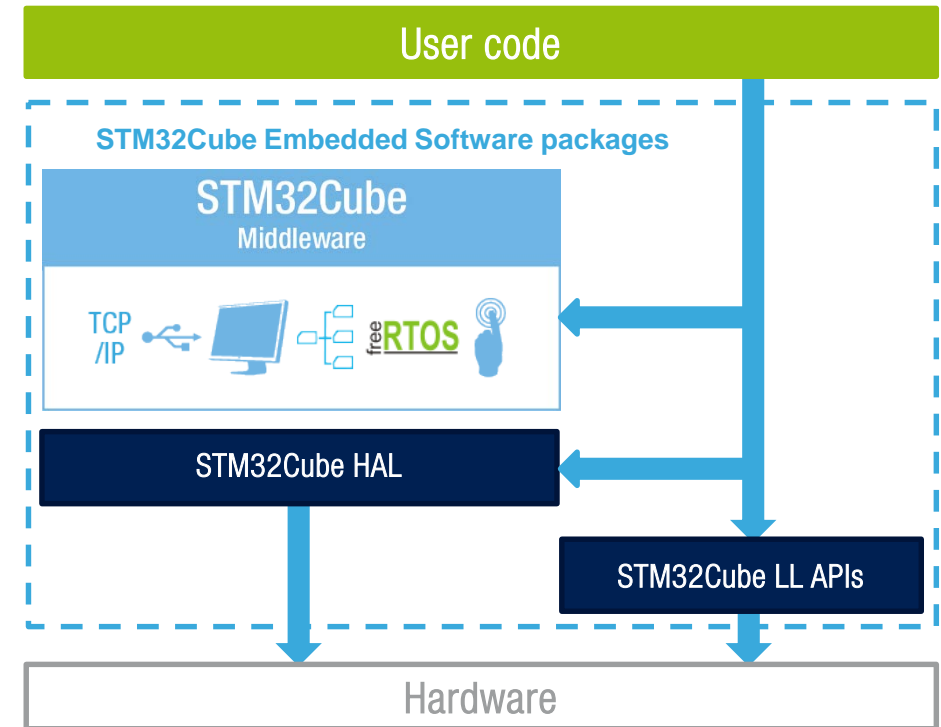 User code
STM32Cube Embedded Software packages
STM32Cube
Middleware
TCP
/IP
free
RTOS
STM32Cube HAL
STM32Cube LL APIs
Hardware